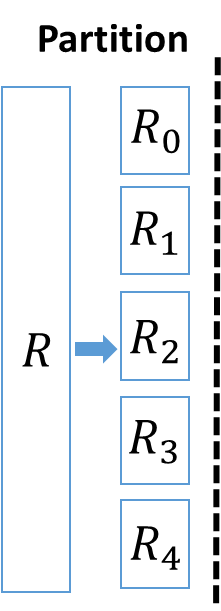 Partition
R
R₀
R₁
R₂
R₃
R₄